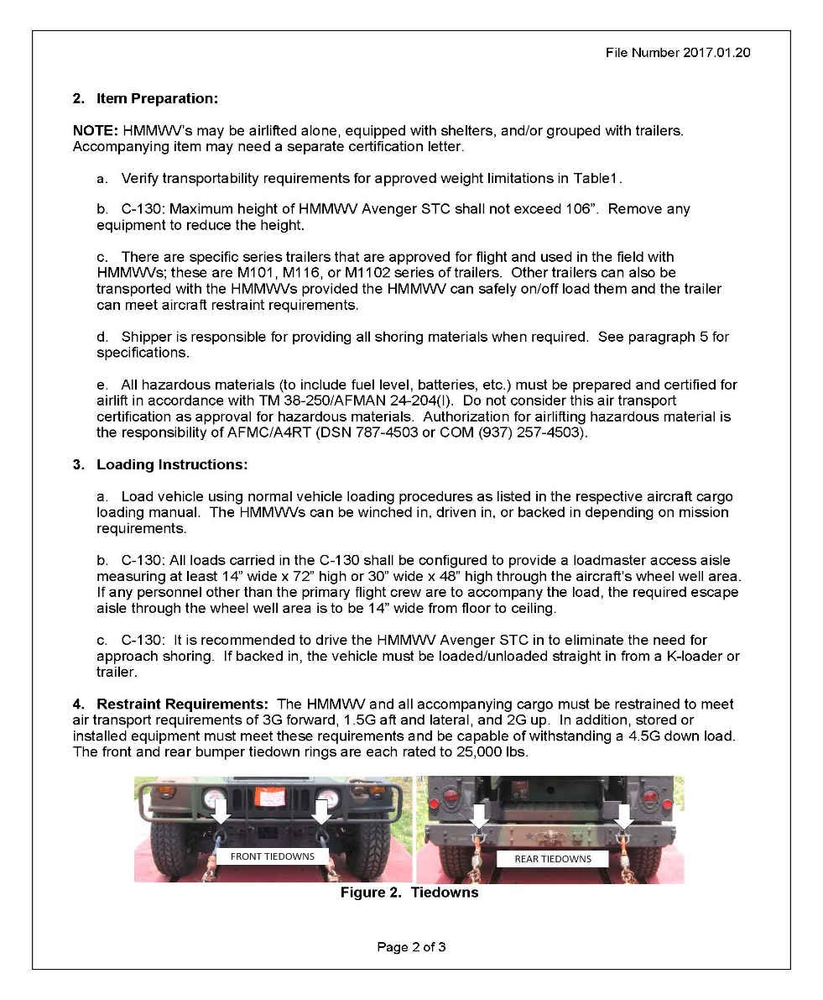 File Number 2017.01.20
2. Item Preparation:
NOTE: HMMWV's may be airlifted alone, equipped with shelters, and/or grouped with trailers.
Accompanying item may need a separate certification letter.
a. Verify transportability requirements for approved weight limitations in Table1.
b. C-130: Maximum height of HMMWV Avenger STC shall not exceed 106”. Remove any
equipment to reduce the height.
c. There are specific series trailers that are approved for flight and used in the field with
HMMWVs; these are M101, M116, or M1102 series of trailers. Other trailers can also be
transported with the HMMWVs provided the HMMWV can safely on/off load them and the trailer
can meet aircraft restraint requirements.
d. Shipper is responsible for providing all shoring materials when required. See paragraph 5 for
specifications.
e. All hazardous materials (to include fuel level, batteries, etc.) must be prepared and certified for
airlift in accordance with TM 38-250/AFMAN 24-204(I). Do not consider this air transport
certification as approval for hazardous materials. Authorization for airlifting hazardous material is
the responsibility of AFMC/A4RT (DSN 787-4503 or COM (937) 257-4503).
3. Loading Instructions:
a. Load vehicle using normal vehicle loading procedures as listed in the respective aircraft cargo
loading manual. The HMMWVs can be winched in, driven in, or backed in depending on mission
requirements.
b. C-130: All loads carried in the C-130 shall be configured to provide a loadmaster access aisle
measuring at least 14” wide x 72” high or 30” wide x 48” high through the aircraft's wheel well area.
If any personnel other than the primary flight crew are to accompany the load, the required escape
aisle through the wheel well area is to be 14” wide from floor to ceiling.
c. C-130: It is recommended to drive the HMMWV Avenger STC in to eliminate the need for
approach shoring. If backed in, the vehicle must be loaded/unloaded straight in from a K-loader or
trailer.
4. Restraint Requirements: The HMMWV and all accompanying cargo must be restrained to meet
air transport requirements of 3G forward, 1.5G aft and lateral, and 2G up. In addition, stored or
installed equipment must meet these requirements and be capable of withstanding a 4.5G down load.
The front and rear bumper tiedown rings are each rated to 25,000 lbs.
FRONT TIEDOWNS
REAR TIEDOWNS
Figure 2. Tiedowns
Page 2 of 3